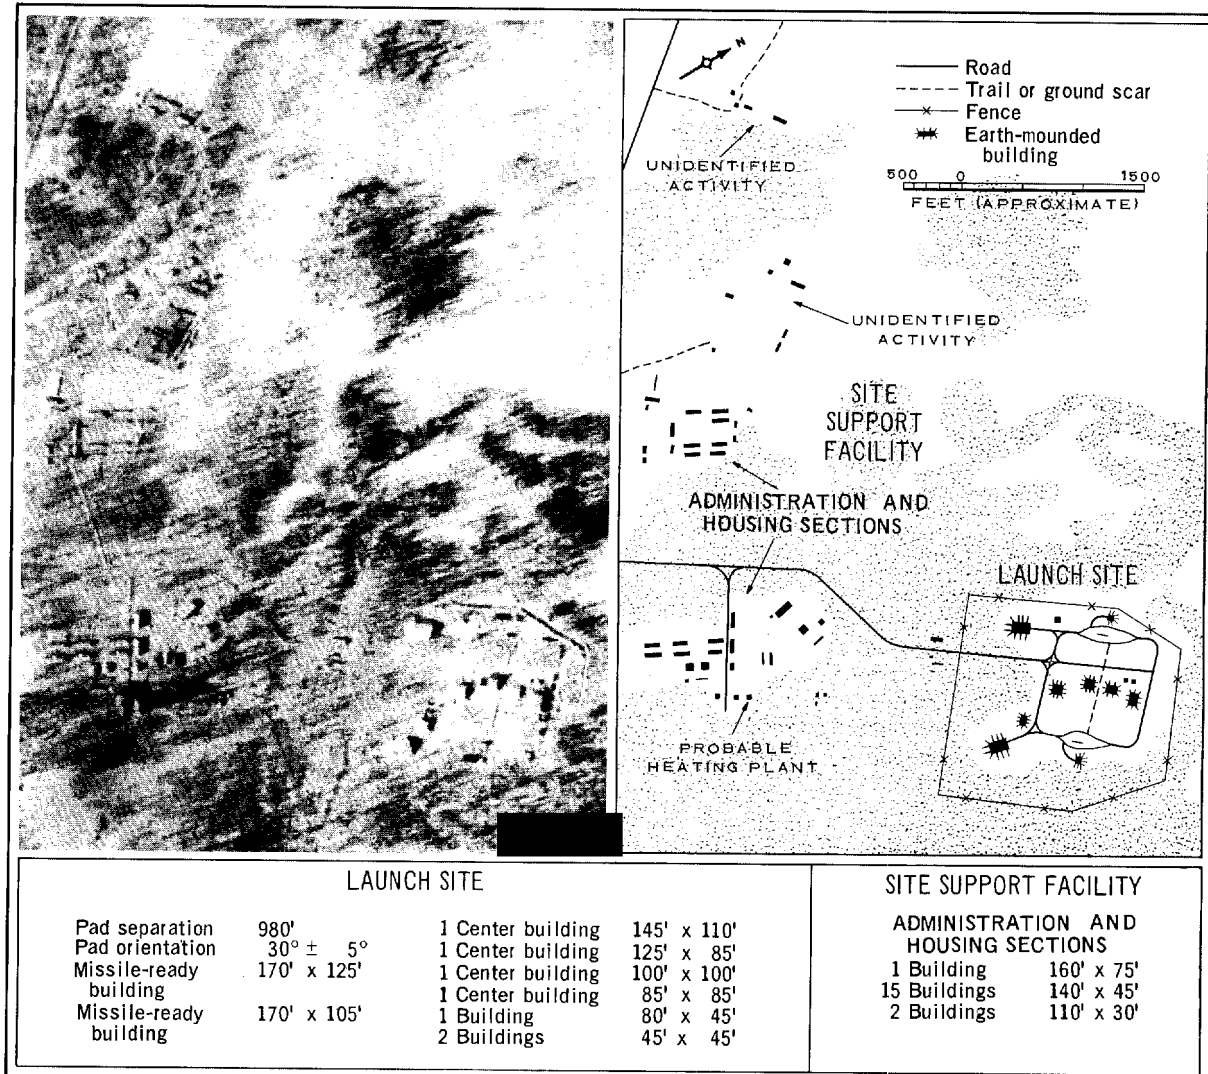 N
Road
Trail or ground scar
Fence
Earth-mounded
building
500 0 1500
FEET (APPROXIMATE)
UNIDENTIFIED
ACTIVITY
UNIDENTIFIED
ACTIVITY
SITE
SUPPORT
FACILITY
ADMINISTRATION AND
HOUSING SECTIONS
LAUNCH SITE
PROBABLE
HEATING PLANT
LAUNCH SITE
Pad separation 980'
Pad orientation 30° ± 5°
Missile-ready 170' x 125'
building
Missile-ready 170' x 105'
building
1 Center building 145' x 110'
1 Center building 125' x 85'
1 Center building 100' x 100'
1 Center building 85' x 85'
1 Building 80' x 45'
2 Buildings 45' x 45'
SITE SUPPORT FACILITY
ADMINISTRATION AND
HOUSING SECTIONS
1 Building 160' x 75'
15 Buildings 140' x 45'
2 Buildings 110' x 30'